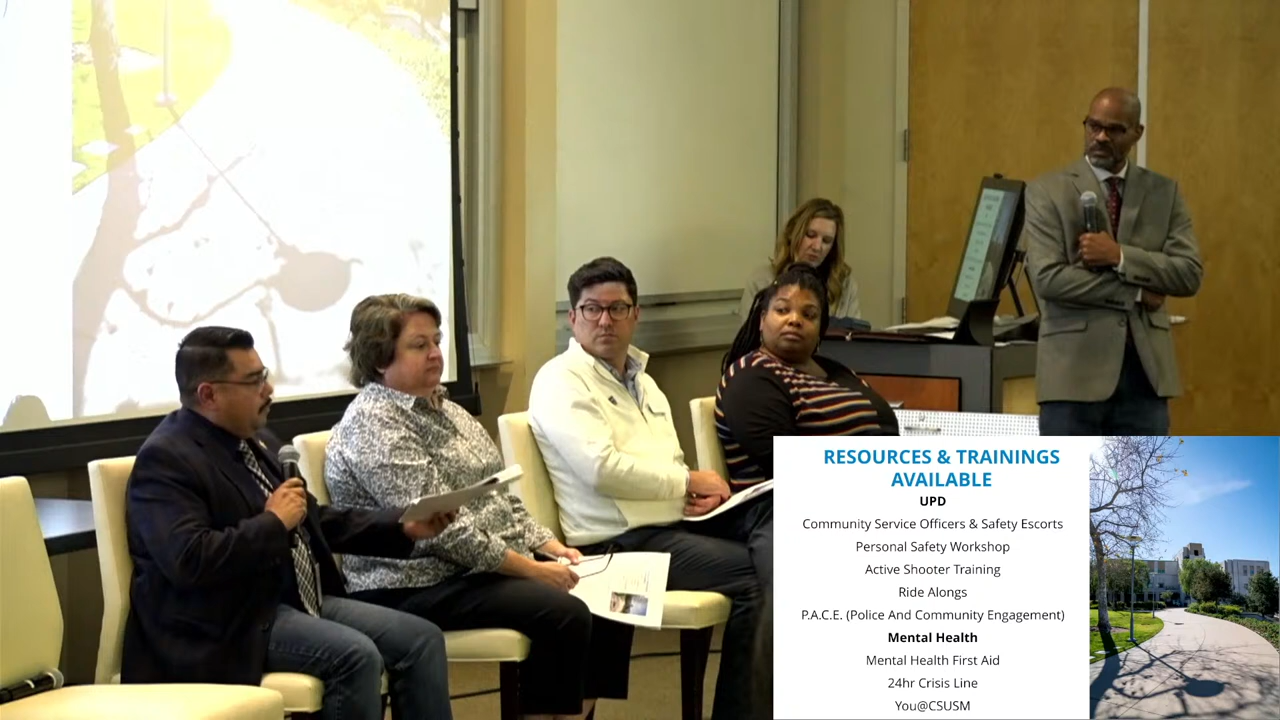 RESOURCES & TRAININGS
AVAILABLE
UPD
Community Service Officers & Safety Escorts
Personal Safety Workshop
Active Shooter Training
Ride Alongs
P.A.C.E. (Police And Community Engagement)
Mental Health
Mental Health First Aid
24hr Crisis Line
You@CSUSM